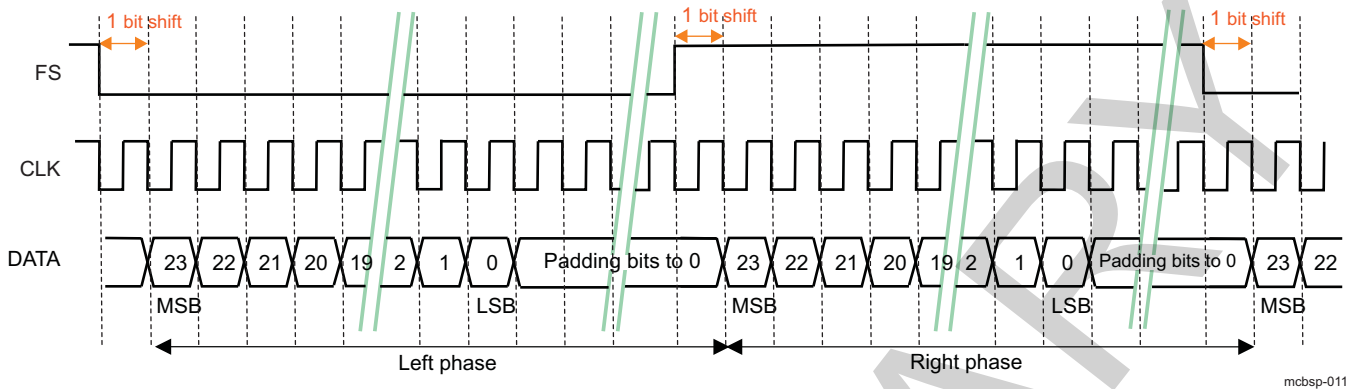 1 bit shift 1 bit shift 1 bit shift
FS
CLK
DATA 23 22 21 20 19 2 1 0 Padding bits to 0 23 22 21 20 19 2 1 0 Padding bits to 0 23 22
MSB LSB MSB LSB MSB
Left phase Right phase
mcbsp-011